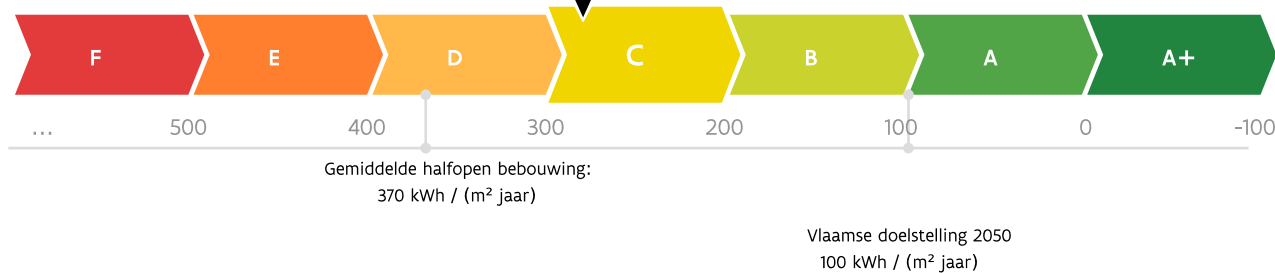 F E D C B A A+
... 500 400 300 200 100 0 -100
Gemiddelde halfopen bebouwing:
370 kWh / (m² jaar)
Vlaamse doelstelling 2050
100 kWh / (m² jaar)